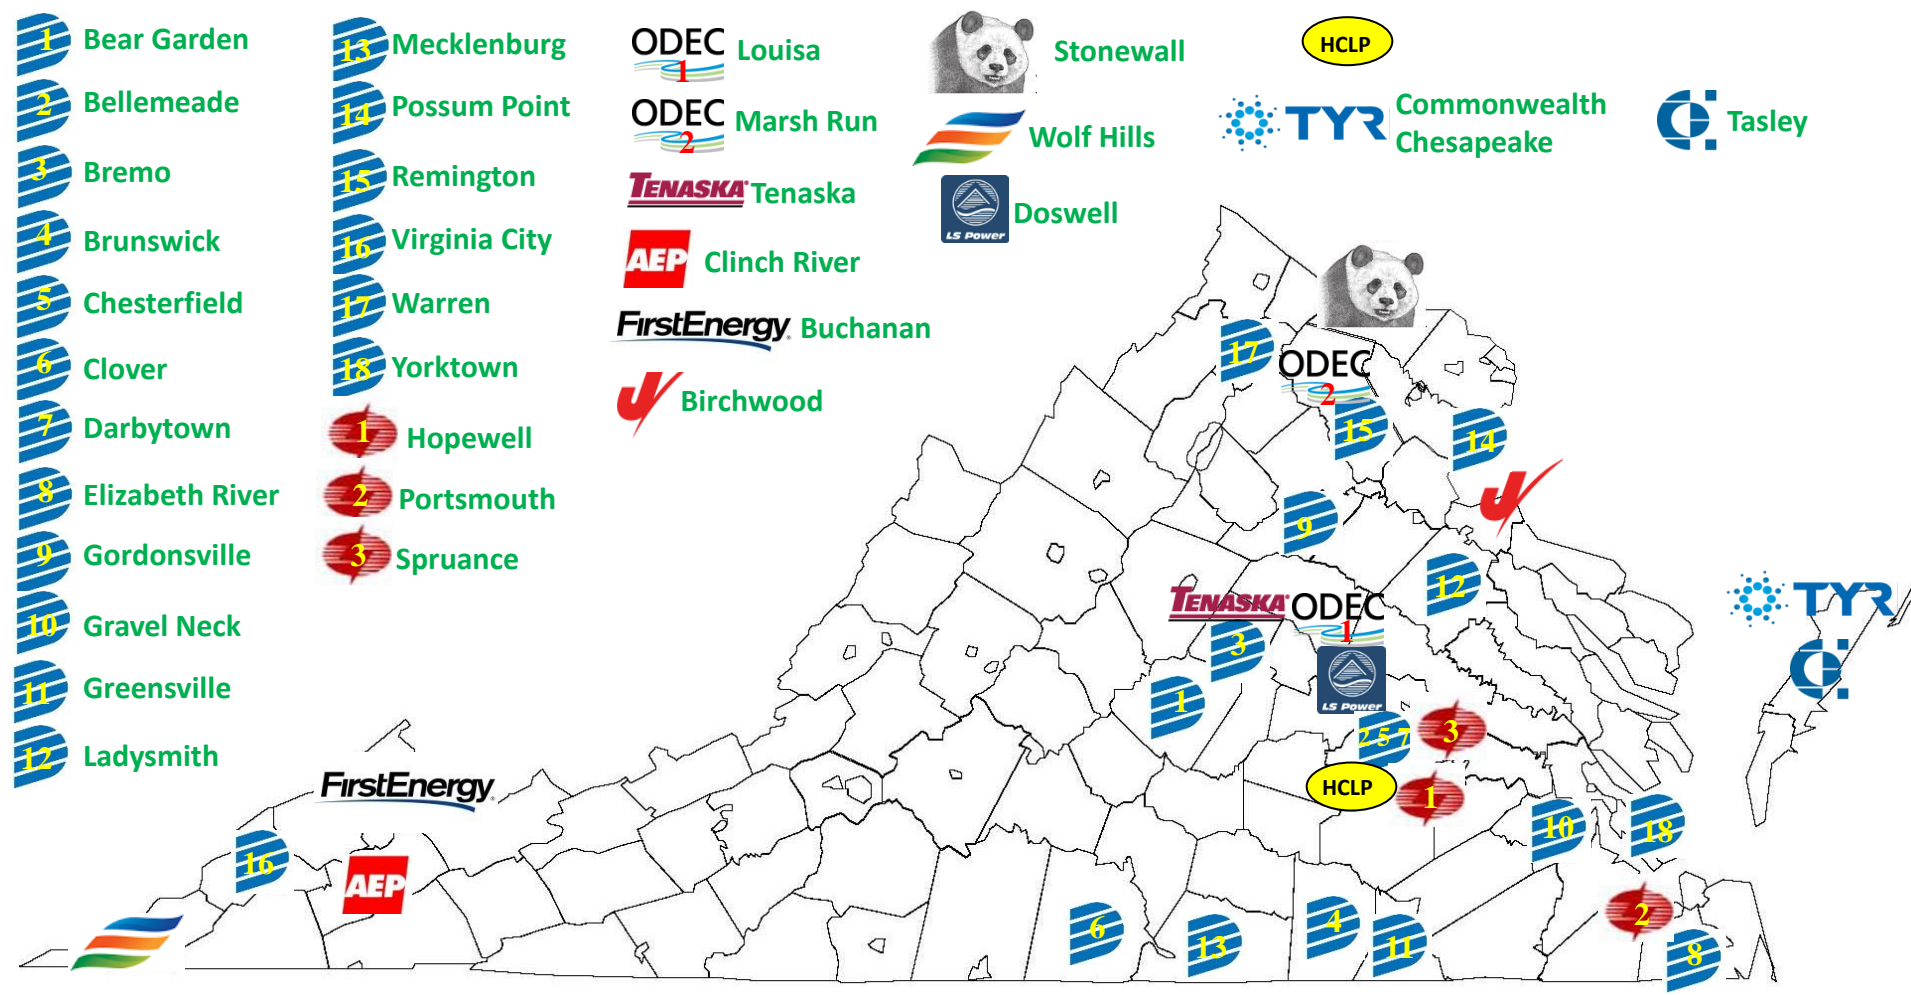 1 Bear Garden
2 Bellemeade
3 Bremo
4 Brunswick
5 Chesterfield
6 Clover
7 Darbytown
8 Elizabeth River
9 Gordonsville
10 Gravel Neck
11 Greensville
12 Ladysmith
13 Mecklenburg
14 Possum Point
15 Remington
16 Virginia City
17 Warren
18 Yorktown
1 Hopewell
2 Portsmouth
3 Spruance
ODEC 1 Louisa
ODEC 2 Marsh Run
TENASKA Tenaska
AEP Clinch River
FirstEnergy Buchanan
Birchwood
Stonewall
Wolf Hills
LS Power Doswell
HCLP
TYR Commonwealth
Chesapeake
Tasley
17
ODEC
2
15
14
9
12
TENASKA
ODEC
1
TYR
3
LS Power
1
2 5 7
3
FirstEnergy
HCLP
1
10
18
16
AEP
6
13
4
11
2
8